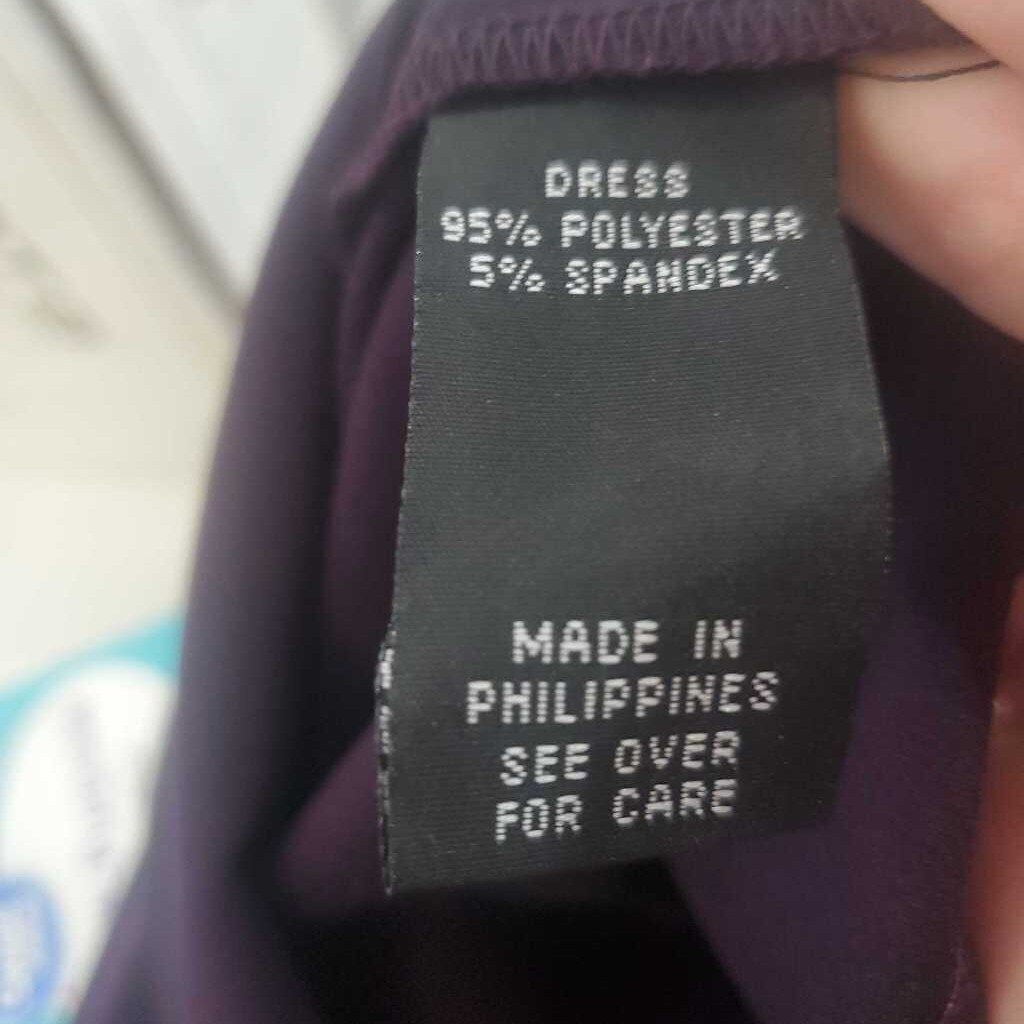 DRESS
95% POLYESTER
5% SPANDEX
MADE IN
PHILIPPINES
SEE OVER
FOR CARE